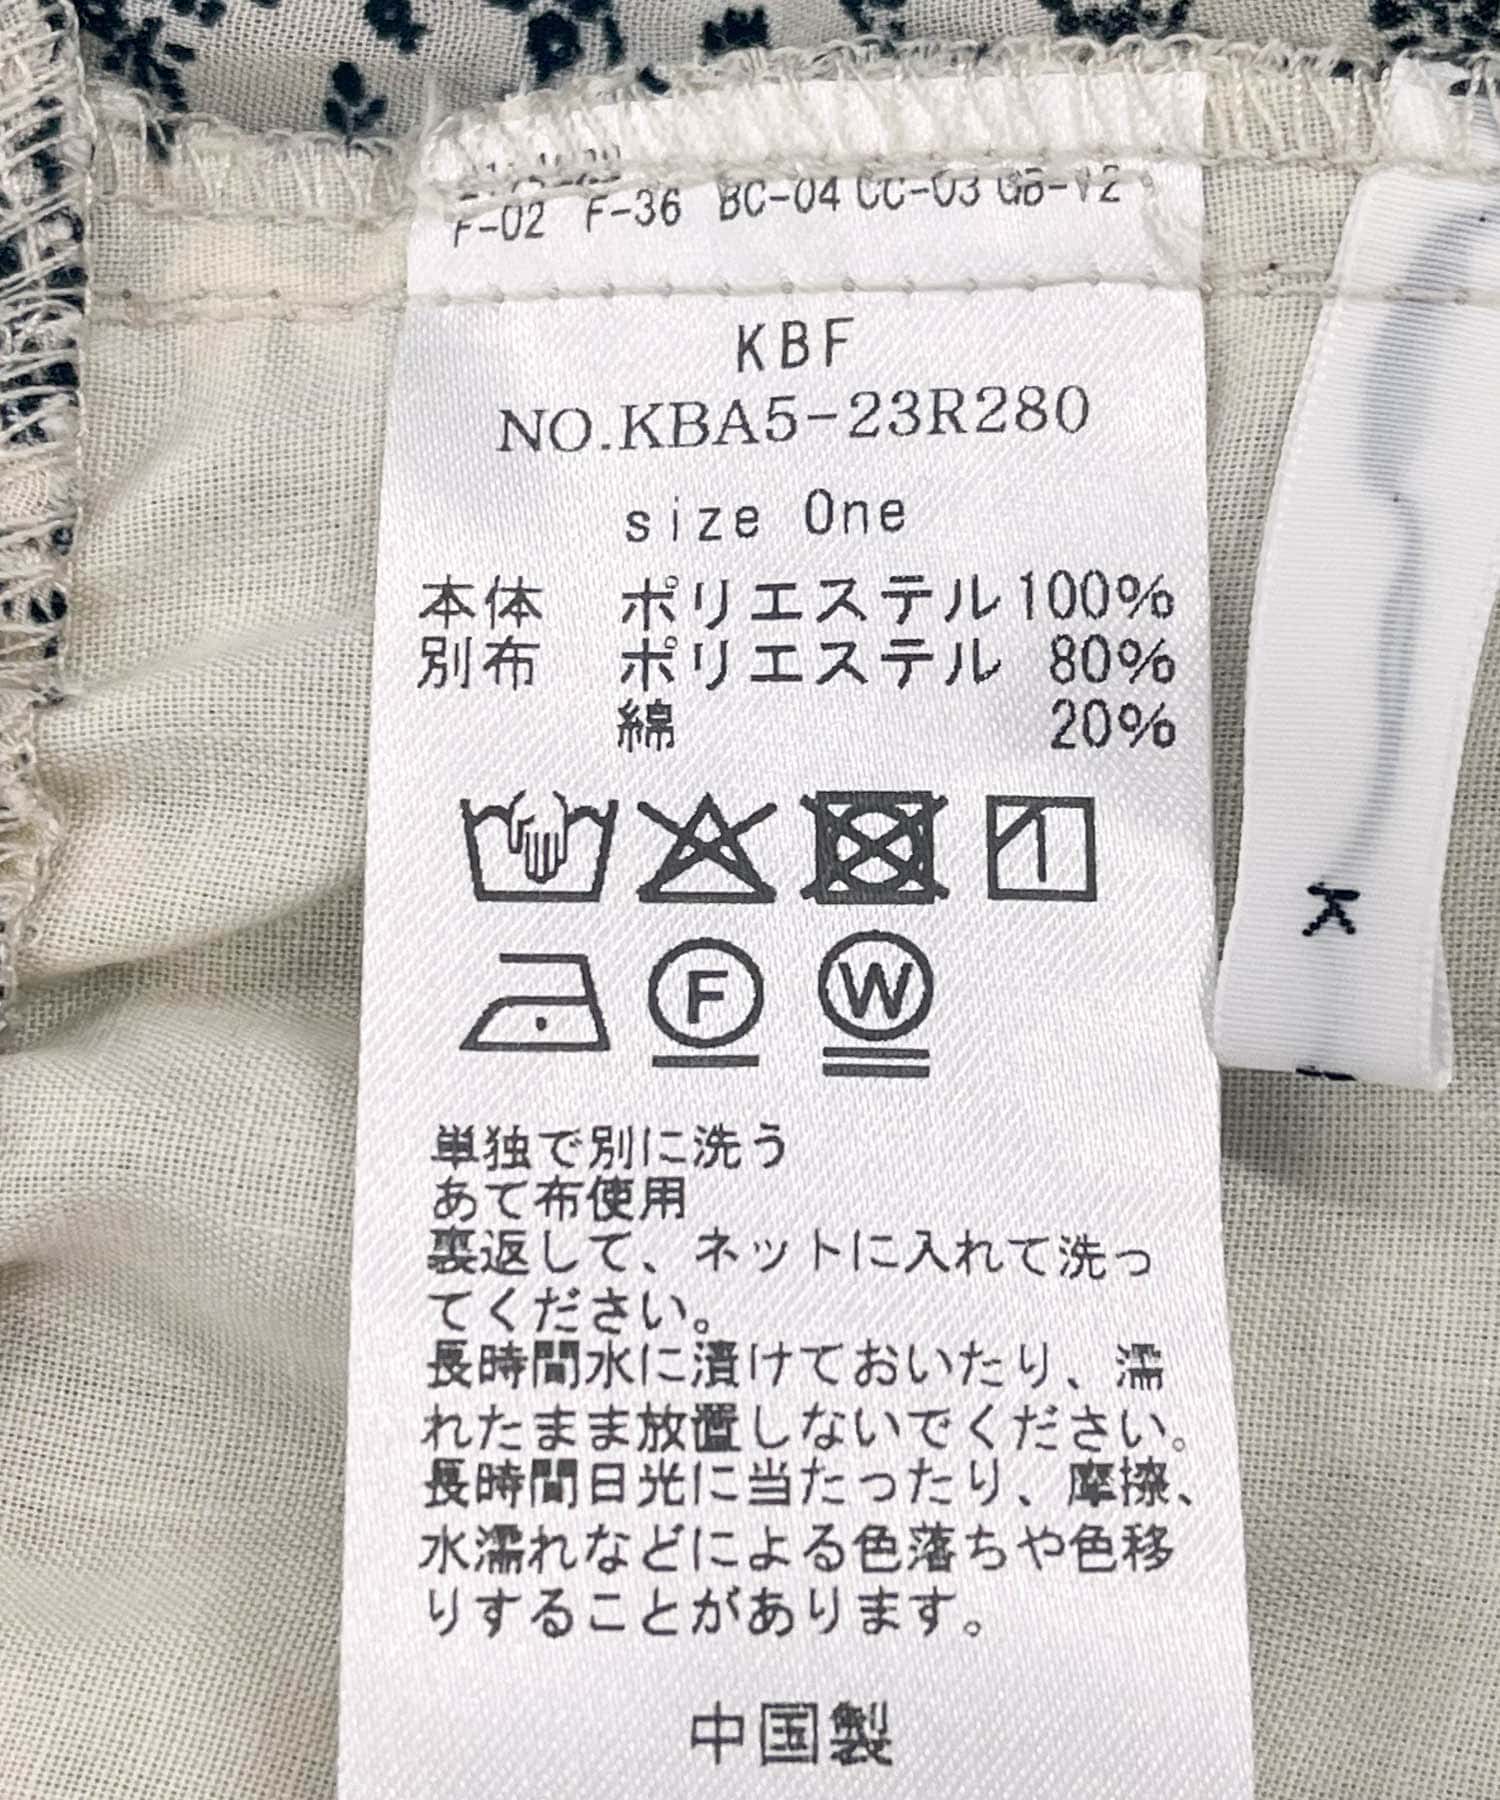 F-02 F-36 BC-04 CC-03 GB-V2
KBF
NO.KBA5-23R280
size One
本体 ポリエステル100%
別布 ポリエステル 80%
綿 20%
1
F W
単独で別に洗う
あて布使用
裏返して、ネットに入れて洗っ
てください。
長時間水に漬けておいたり、濡
れたまま放置しないでください。
長時間日光に当たったり、摩擦、
水濡れなどによる色落ちや色移
りすることがあります。
中国製
K